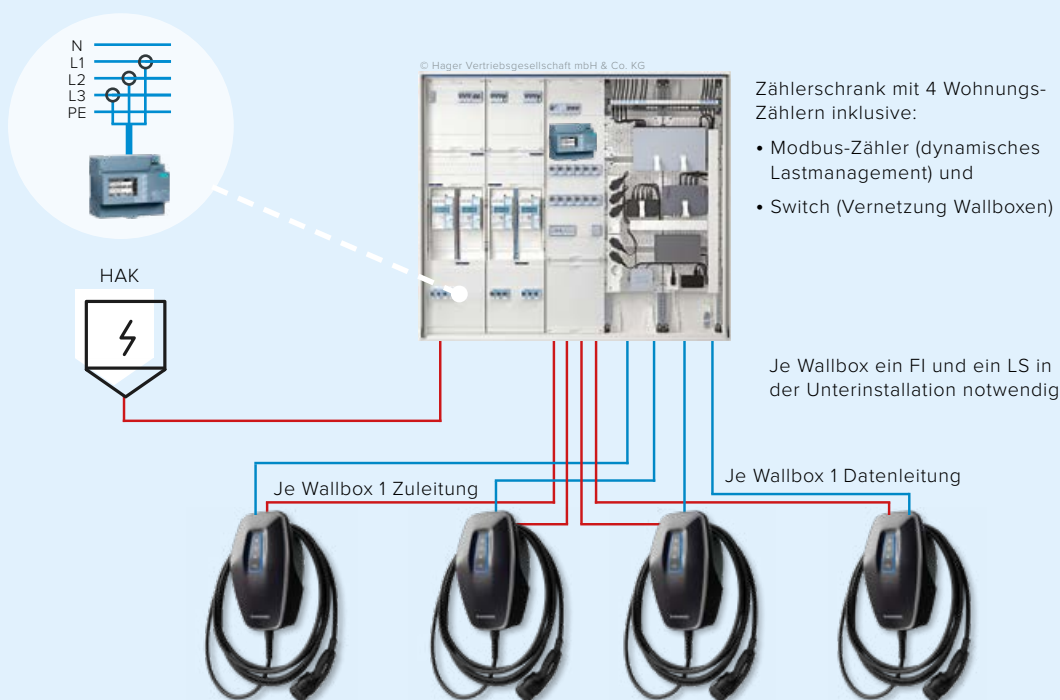 N
L1
L2
L3
PE
© Hager Vertriebsgesellschaft mbH & Co. KG
Zählerschrank mit 4 Wohnungs-
Zählern inklusive:
• Modbus-Zähler (dynamisches
Lastmanagement) und
• Switch (Vernetzung Wallboxen)
HAK
Je Wallbox ein FI und ein LS in
der Unterinstallation notwendig
Je Wallbox 1 Zuleitung
Je Wallbox 1 Datenleitung